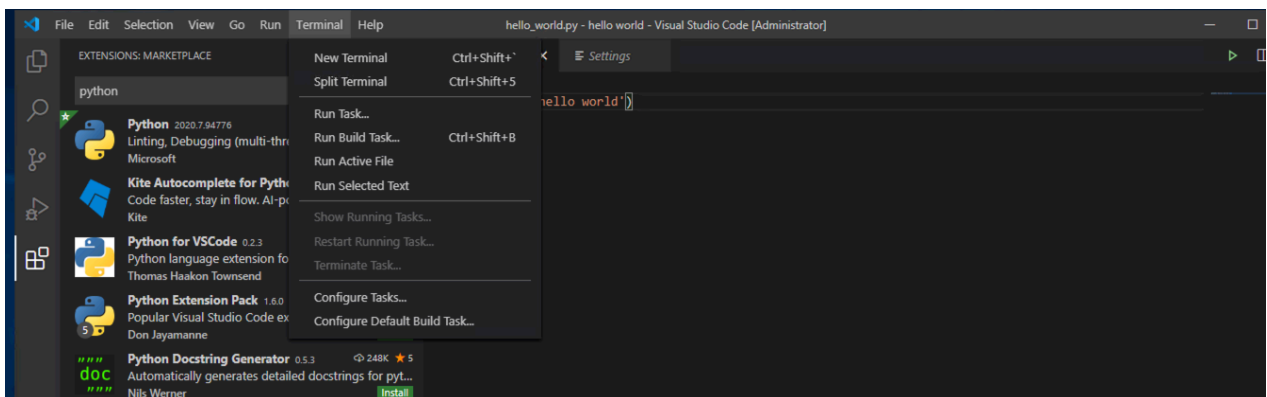 File Edit Selection View Go Run Terminal Help hello_world.py - hello world - Visual Studio Code [Administrator]
EXTENSIONS: MARKETPLACE
Settings
python
hello world')
Python 2020.7.94776
Linting, Debugging (multi-thre
Microsoft
Kite Autocomplete for Pytho
Code faster, stay in flow. AI-po
Kite
Python for VSCode 0.2.3
Python language extension fo
Thomas Haakon Townsend
Python Extension Pack 1.6.0
Popular Visual Studio Code ex
5
Don Jayamanne
Python Docstring Generator 0.5.3 248K 5
"""
doc
"""
Automatically generates detailed docstrings for pyt...
Nils Werner Install
New Terminal Ctrl+Shift+`
Split Terminal Ctrl+Shift+5
Run Task...
Run Build Task... Ctrl+Shift+B
Run Active File
Run Selected Text
Show Running Tasks...
Restart Running Task...
Terminate Task...
Configure Tasks...
Configure Default Build Task...